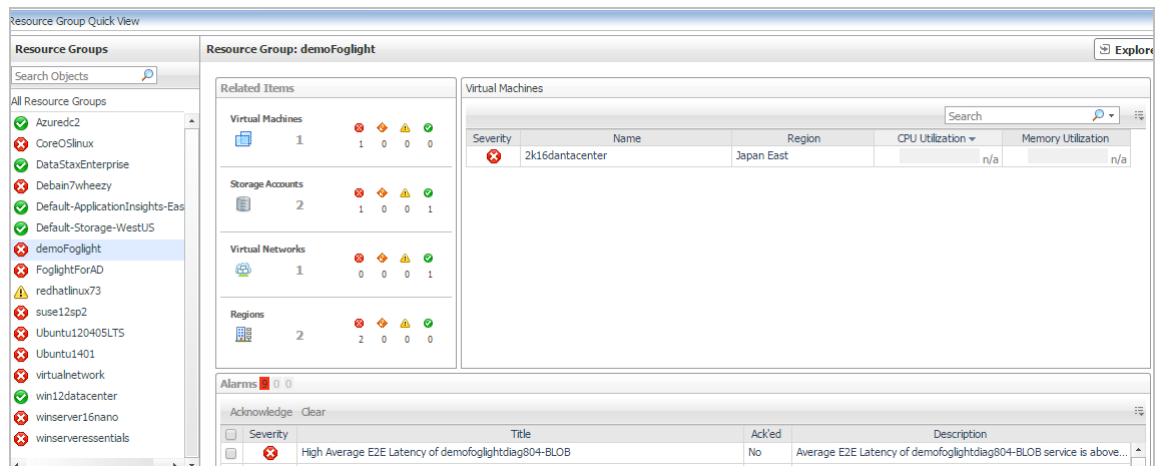 Resource Group Quick View
Resource Groups
Search Objects
All Resource Groups
Azuredc2
CoreOSlinux
DataStaxEnterprise
Debain7wheezy
Default-ApplicationInsights-Eas
Default-Storage-WestUS
demoFoglight
FoglightForAD
redhatlinux73
suse12sp2
Ubuntu120405LTS
Ubuntu1401
virtualnetwork
win12datacenter
winserver16nano
winserveressentials
Resource Group: demoFoglight
Explore
Related Items
Virtual Machines
1
1 0 0 0
Storage Accounts
2
1 0 0 1
Virtual Networks
1
0 0 0 1
Regions
2
2 0 0 0
Virtual Machines
Search
Severity Name Region CPU Utilization Memory Utilization
2k16dantacenter Japan East n/a n/a
Alarms 9 0 0
Acknowledge Clear
Severity Title Ack'ed Description
High Average E2E Latency of demofoglightdiag804-BLOB No Average E2E Latency of demofoglightdiag804-BLOB service is above...